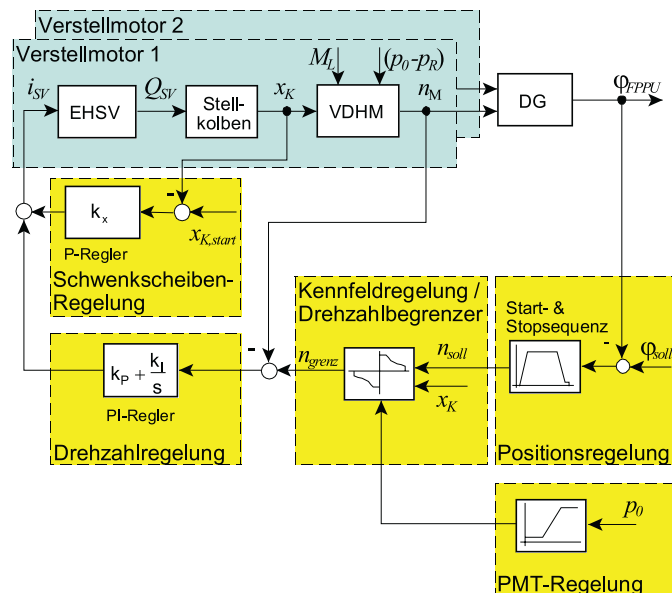 Verstellmotor 2
Verstellmotor 1
i_SV
EHSV
Q_SV
Stell-
kolben
x_K
M_L
(p_0-p_R)
VDHM
n_M
DG
φ_FPPU
k_x
P-Regler
x_K,start
Schwenkscheiben-
Regelung
k_P + k_I/s
PI-Regler
Drehzahlregelung
Kennfeldregelung /
Drehzahlbegrenzer
n_grenz
n_soll
x_K
Start- &
Stopsequenz
φ_soll
Positionsregelung
p_0
PMT-Regelung